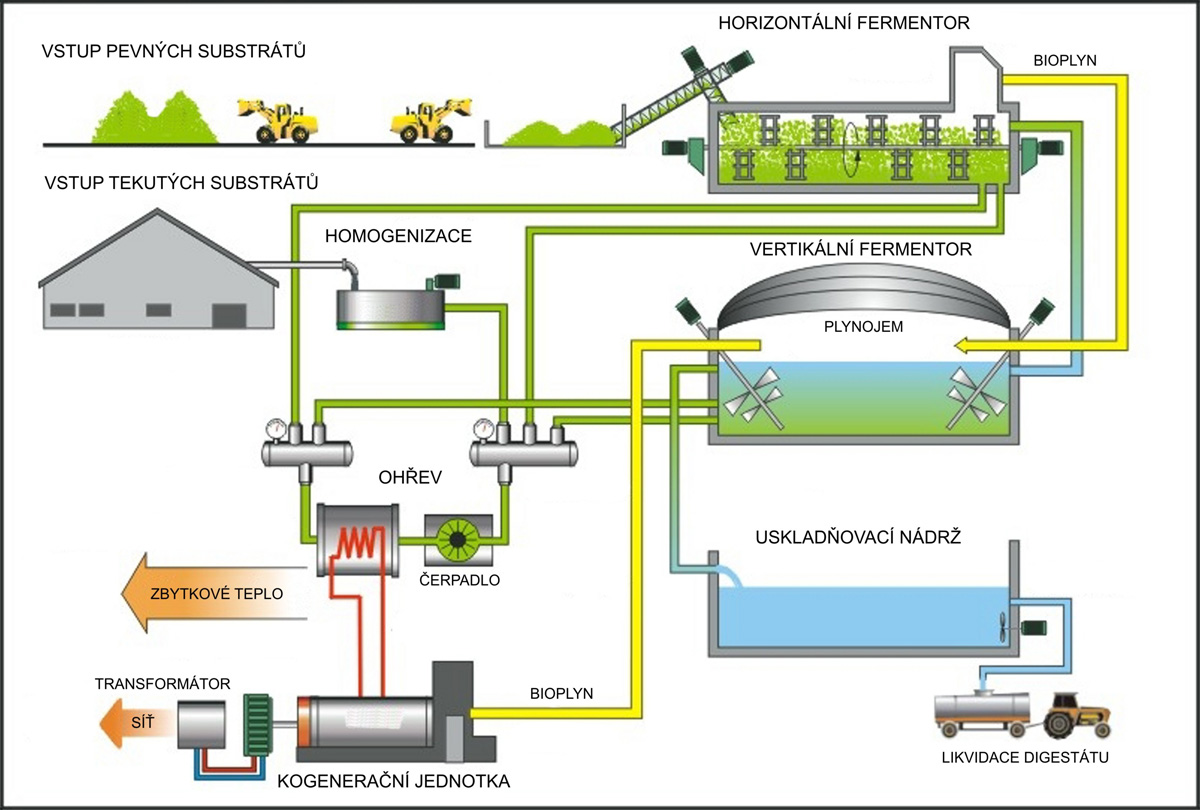 HORIZONTÁLNÍ FERMENTOR
VSTUP PEVNÝCH SUBSTRÁTŮ
BIOPLYN
VSTUP TEKUTÝCH SUBSTRÁTŮ
HOMOGENIZACE
VERTIKÁLNÍ FERMENTOR
PLYNOJEM
OHŘEV
USKLADŇOVACÍ NÁDRŽ
ČERPADLO
ZBYTKOVÉ TEPLO
TRANSFORMÁTOR
BIOPLYN
SÍŤ
LIKVIDACE DIGESTÁTU
KOGENERAČNÍ JEDNOTKA